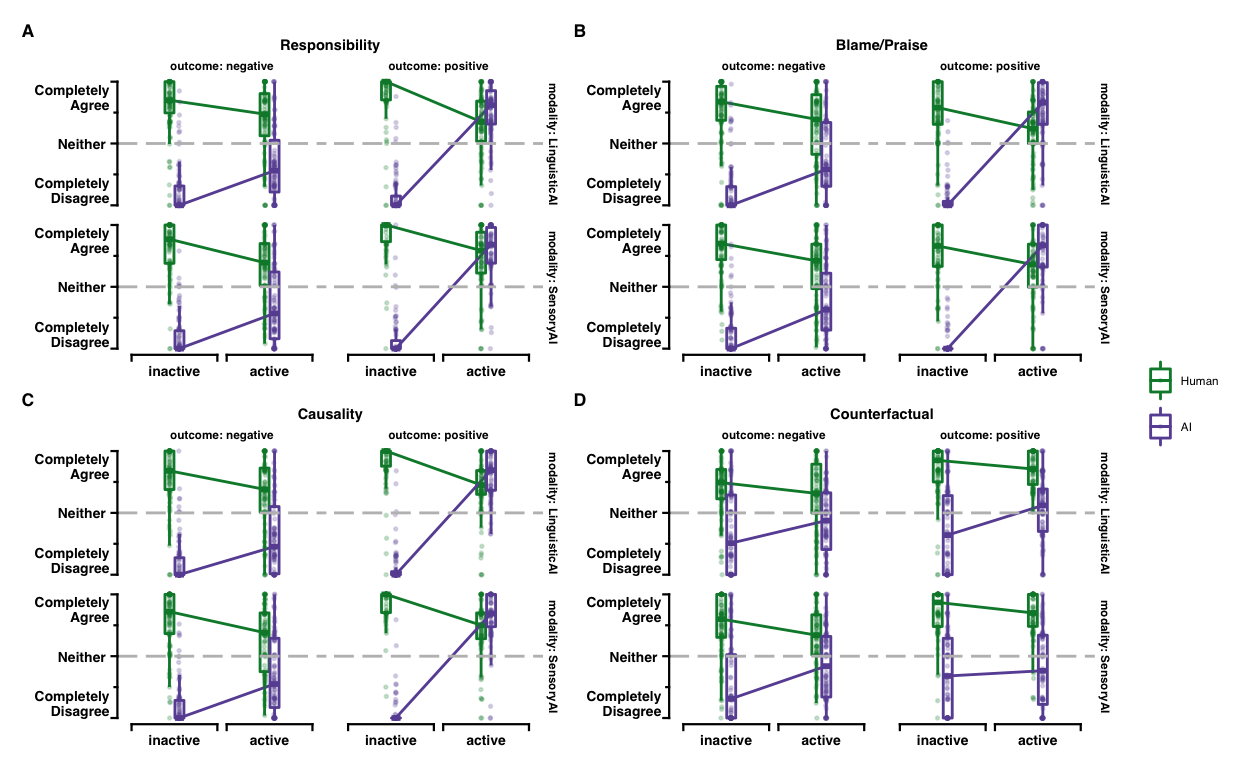 A
Responsibility
outcome: negative
outcome: positive
Completely
Agree
Neither
Completely
Disagree
modality: LinguisticAI
Completely
Agree
Neither
Completely
Disagree
modality: SensoryAI
inactive
active
inactive
active
B
Blame/Praise
outcome: negative
outcome: positive
Completely
Agree
Neither
Completely
Disagree
modality: LinguisticAI
Completely
Agree
Neither
Completely
Disagree
modality: SensoryAI
inactive
active
inactive
active
Human
AI
C
Causality
outcome: negative
outcome: positive
Completely
Agree
Neither
Completely
Disagree
modality: LinguisticAI
Completely
Agree
Neither
Completely
Disagree
modality: SensoryAI
inactive
active
inactive
active
D
Counterfactual
outcome: negative
outcome: positive
Completely
Agree
Neither
Completely
Disagree
modality: LinguisticAI
Completely
Agree
Neither
Completely
Disagree
modality: SensoryAI
inactive
active
inactive
active